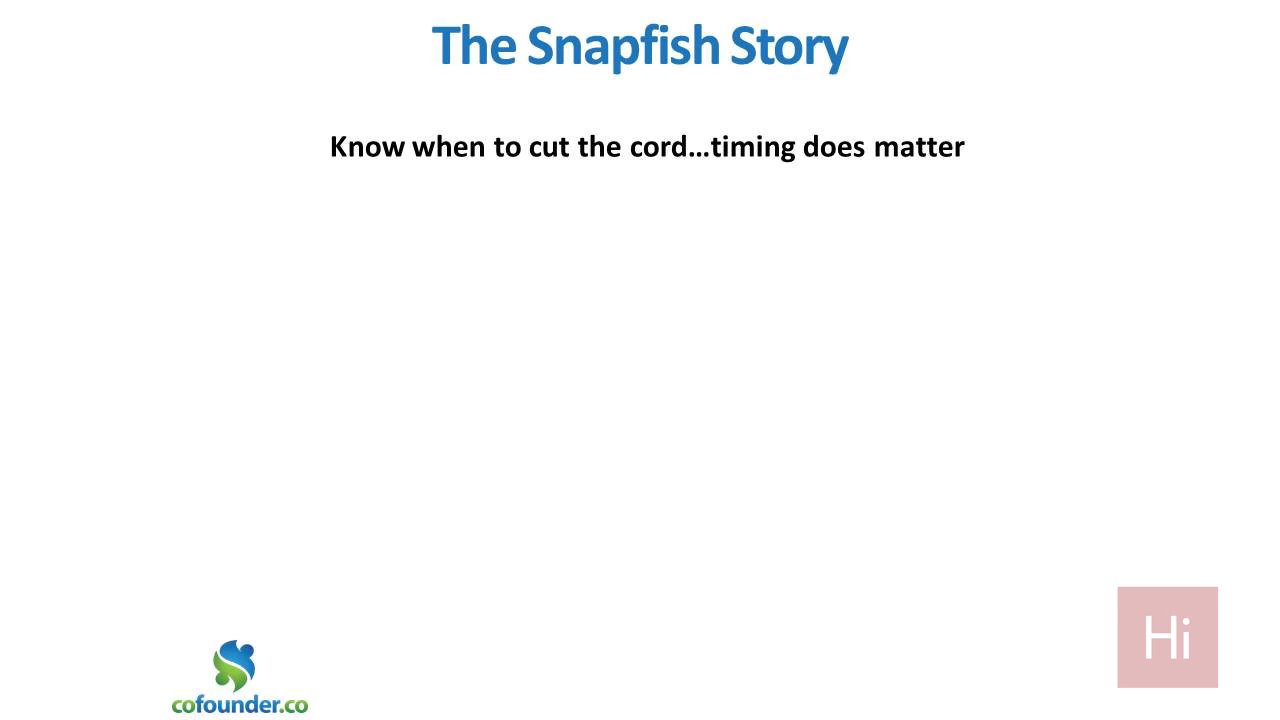 The Snapfish Story
Know when to cut the cord...timing does matter
cofounder.co
Hi